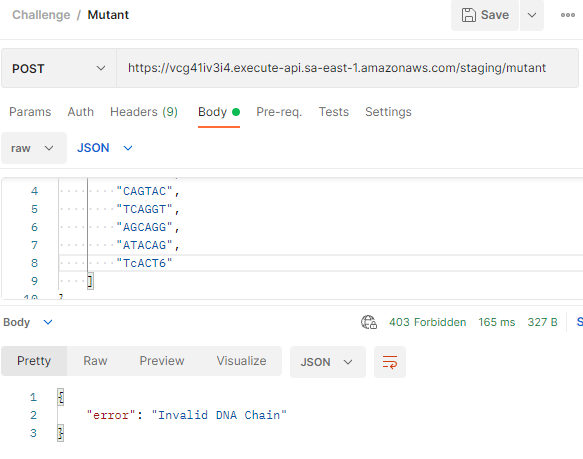 Challenge / Mutant Save
POST https://vcg41iv3i4.execute-api.sa-east-1.amazonaws.com/staging/mutant
Params Auth Headers (9) Body Pre-req. Tests Settings
raw JSON
4 "CAGTAC",
5 "TCAGGT",
6 "AGCAGG",
7 "ATACAG",
8 "TcACT6"
9 ]
10
Body 403 Forbidden 165 ms 327 B S
Pretty Raw Preview Visualize JSON
1 {
2 "error": "Invalid DNA Chain"
3 }